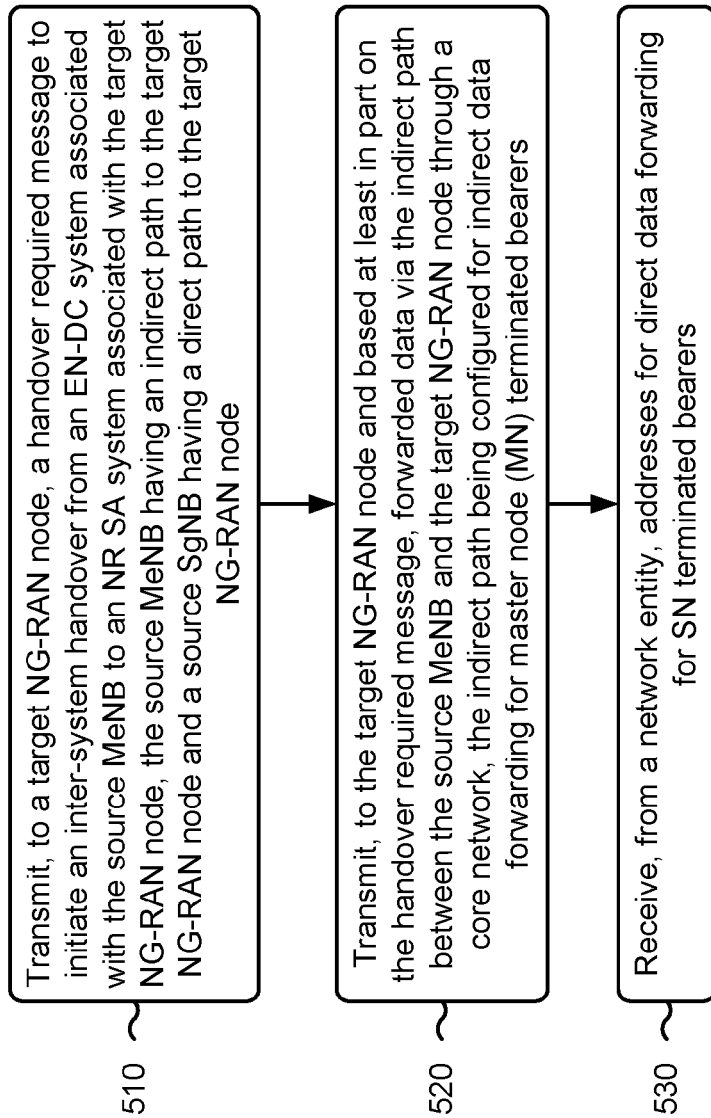 510
Transmit, to a target NG-RAN node, a handover required message to
initiate an inter-system handover from an EN-DC system associated
with the source MeNB to an NR SA system associated with the target
NG-RAN node, the source MeNB having an indirect path to the target
NG-RAN node and a source SgNB having a direct path to the target
NG-RAN node
520
Transmit, to the target NG-RAN node and based at least in part on
the handover required message, forwarded data via the indirect path
between the source MeNB and the target NG-RAN node through a
core network, the indirect path being configured for indirect data
forwarding for master node (MN) terminated bearers
530
Receive, from a network entity, addresses for direct data forwarding
for SN terminated bearers